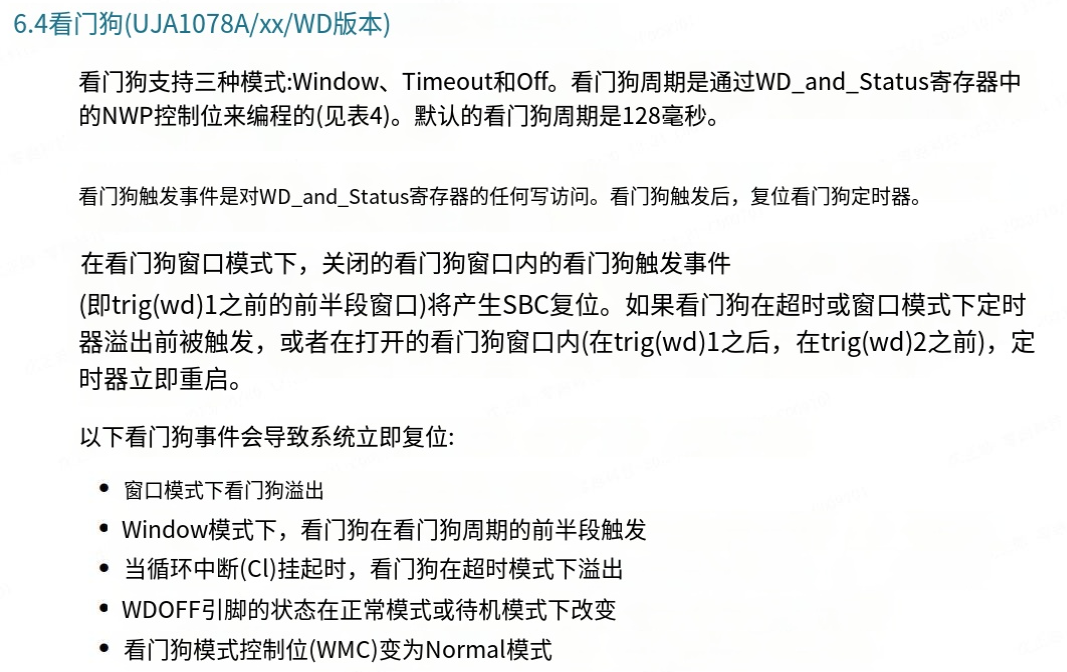 6.4看门狗(UJA1078A/xx/WD版本)
看门狗支持三种模式:Window、Timeout和Off。看门狗周期是通过WD_and_Status寄存器中
的NWP控制位来编程的(见表4)。默认的看门狗周期是128毫秒。
看门狗触发事件是对WD_and_Status寄存器的任何写访问。看门狗触发后，复位看门狗定时器。
在看门狗窗口模式下，关闭的看门狗窗口内的看门狗触发事件
(即trig(wd)1之前的前半段窗口)将产生SBC复位。如果看门狗在超时或窗口模式下定时
器溢出前被触发，或者在打开的看门狗窗口内(在trig(wd)1之后，在trig(wd)2之前)，定
时器立即重启。
以下看门狗事件会导致系统立即复位:
• 窗口模式下看门狗溢出
• Window模式下，看门狗在看门狗周期的前半段触发
• 当循环中断(Cl)挂起时，看门狗在超时模式下溢出
• WDOFF引脚的状态在正常模式或待机模式下改变
• 看门狗模式控制位(WMC)变为Normal模式